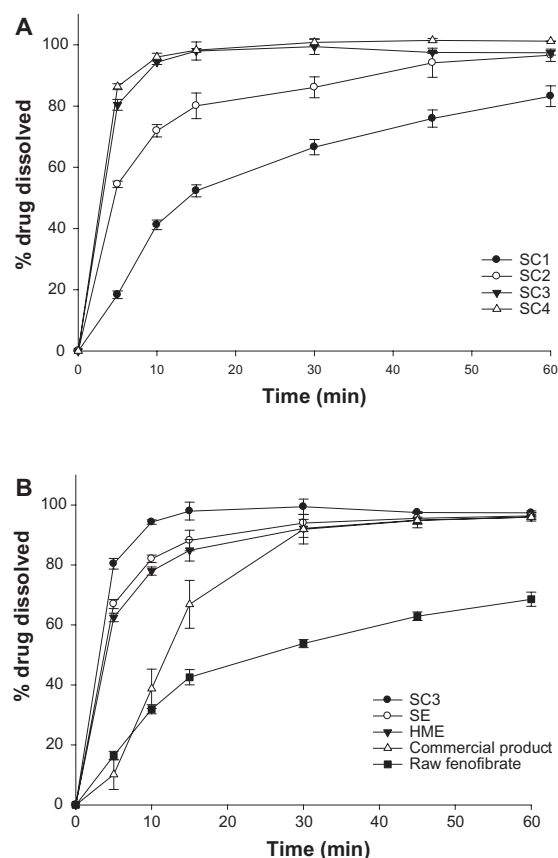 A
100
80
60
40
20
0
% drug dissolved
SC1
SC2
SC3
SC4
0 10 20 30 40 50 60
Time (min)
B
100
80
60
40
20
0
% drug dissolved
SC3
SE
HME
Commercial product
Raw fenofibrate
0 10 20 30 40 50 60
Time (min)